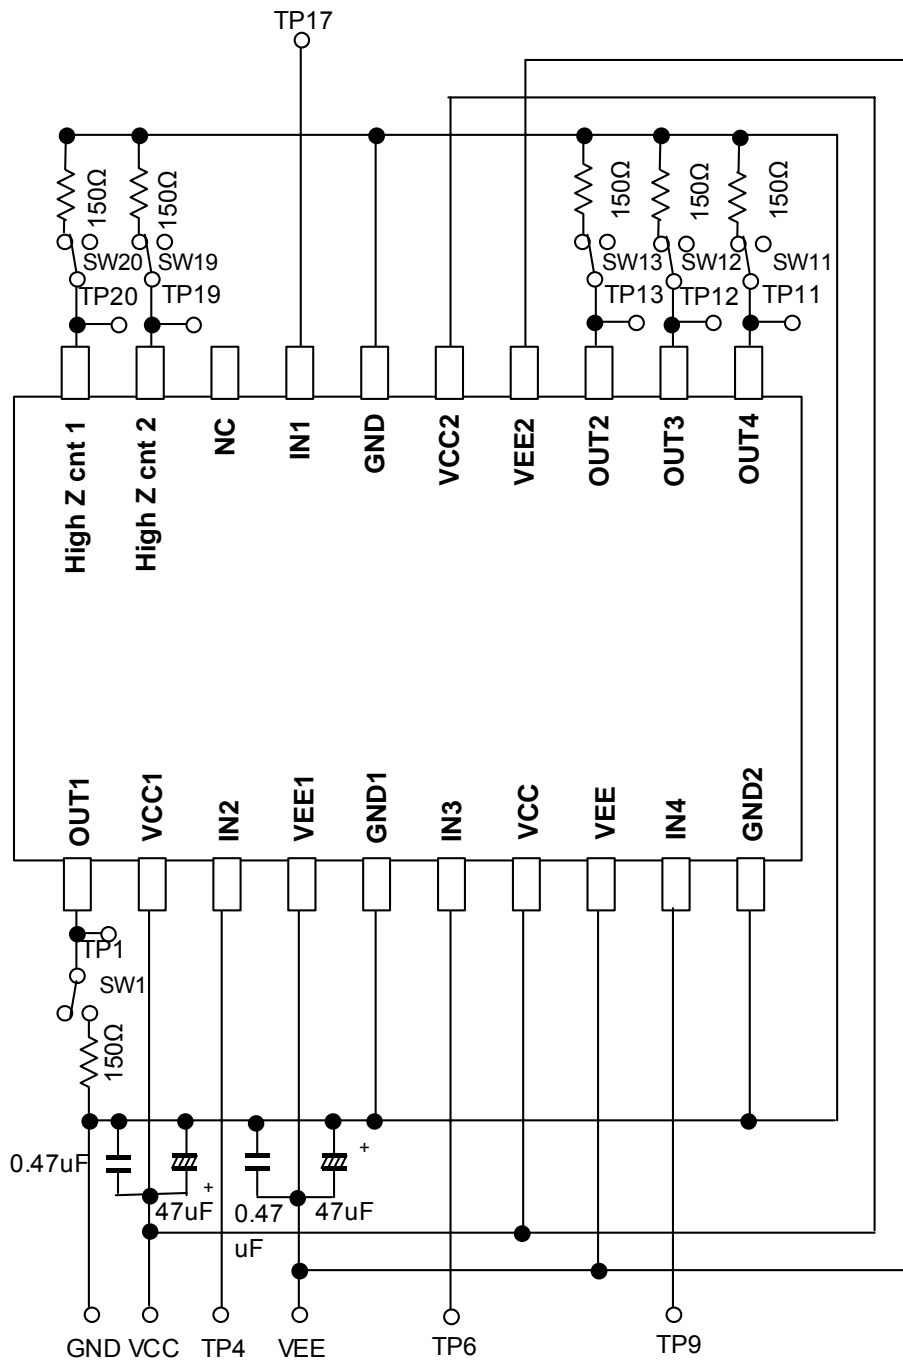 TP17
150Ω
150Ω
150Ω
150Ω
150Ω
SW20
SW19
SW13
SW12
SW11
TP20
TP19
TP13
TP12
TP11
High Z cnt 1
High Z cnt 2
NC
IN1
GND
VCC2
VEE2
OUT2
OUT3
OUT4
OUT1
VCC1
IN2
VEE1
GND1
IN3
VCC
VEE
IN4
GND2
TP1
SW1
150Ω
+
0.47uF
+
47uF
0.47
uF
47uF
GND
VCC
TP4
VEE
TP6
TP9